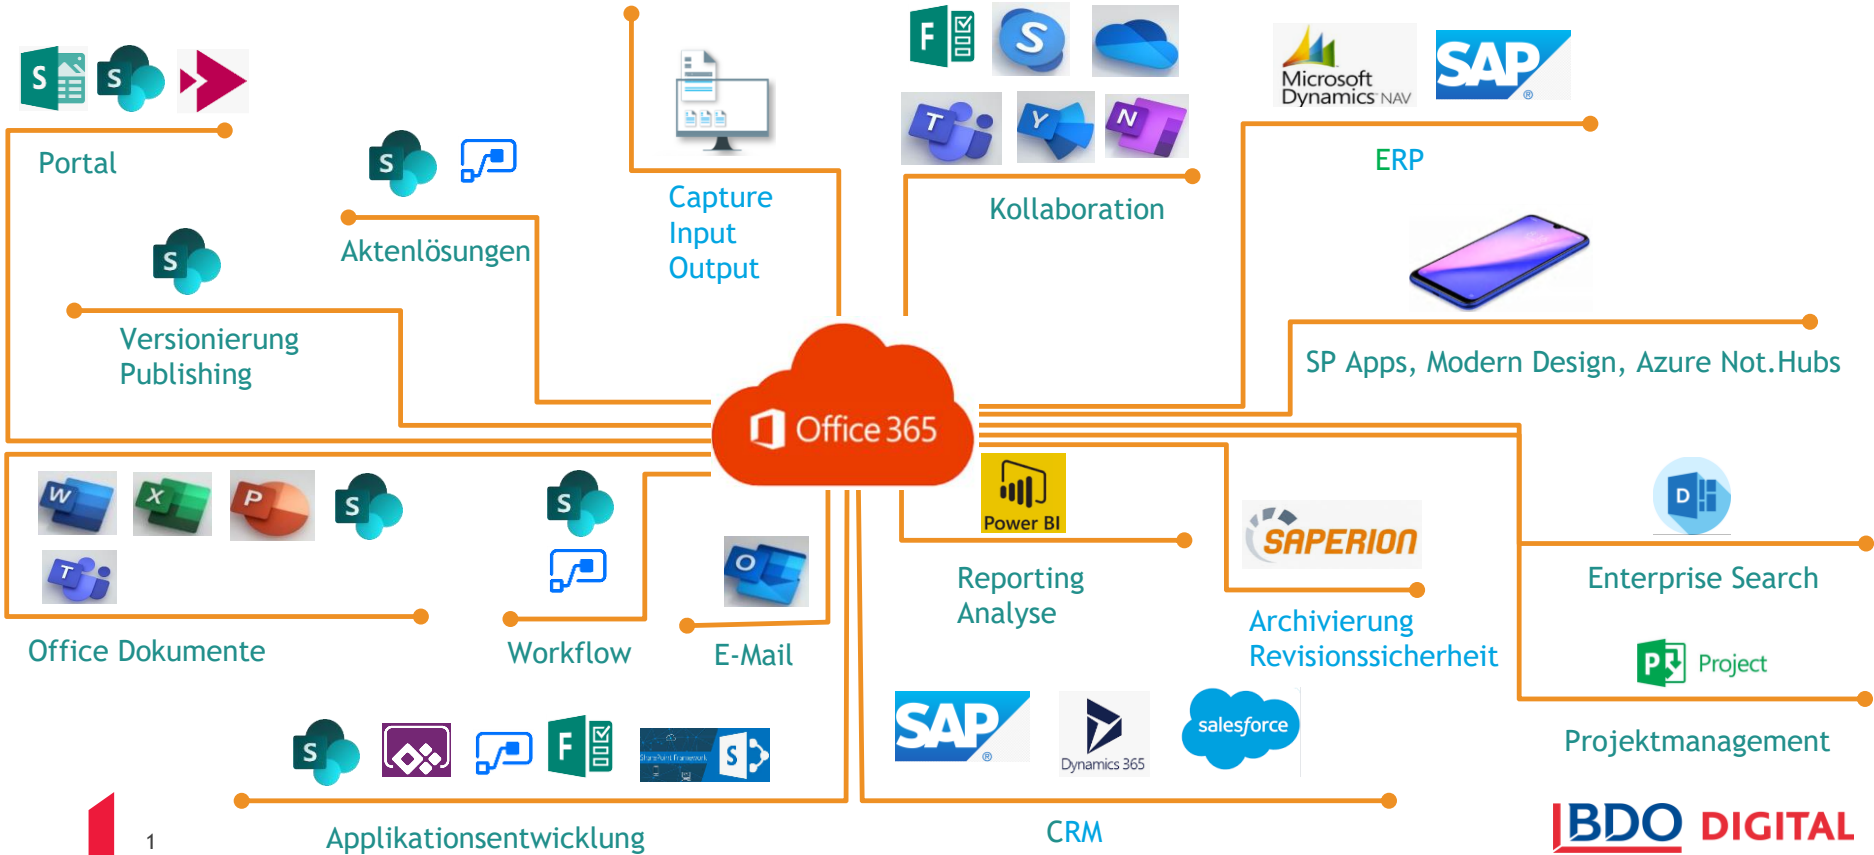 S
S
Portal
S
Aktenlösungen
S
Versionierung
Publishing
Capture
Input
Output
F
S
T
Y
N
Kollaboration
Microsoft
Dynamics NAV
SAP
®
ERP
SP Apps, Modern Design, Azure Not.Hubs
Office 365
W
X
P
S
T
Office Dokumente
S
Workflow
O
E-Mail
Power BI
Reporting
Analyse
SAPERION
Archivierung
Revisionssicherheit
D
Enterprise Search
P
Project
Projektmanagement
S
F
SharePoint Framework
S
Applikationsentwicklung
SAP
®
Dynamics 365
salesforce
CRM
1
BDO DIGITAL